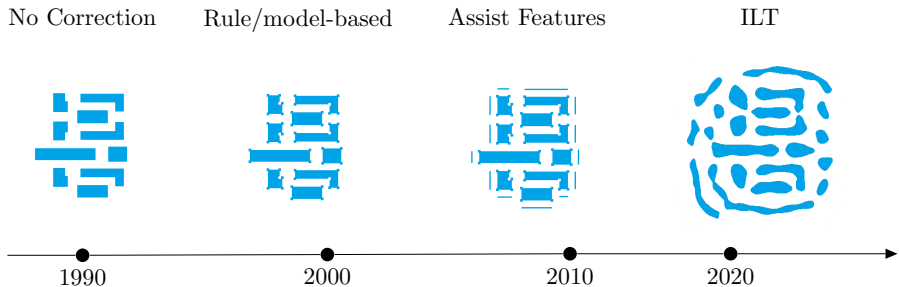 No Correction
Rule/model-based
Assist Features
ILT
1990
2000
2010
2020